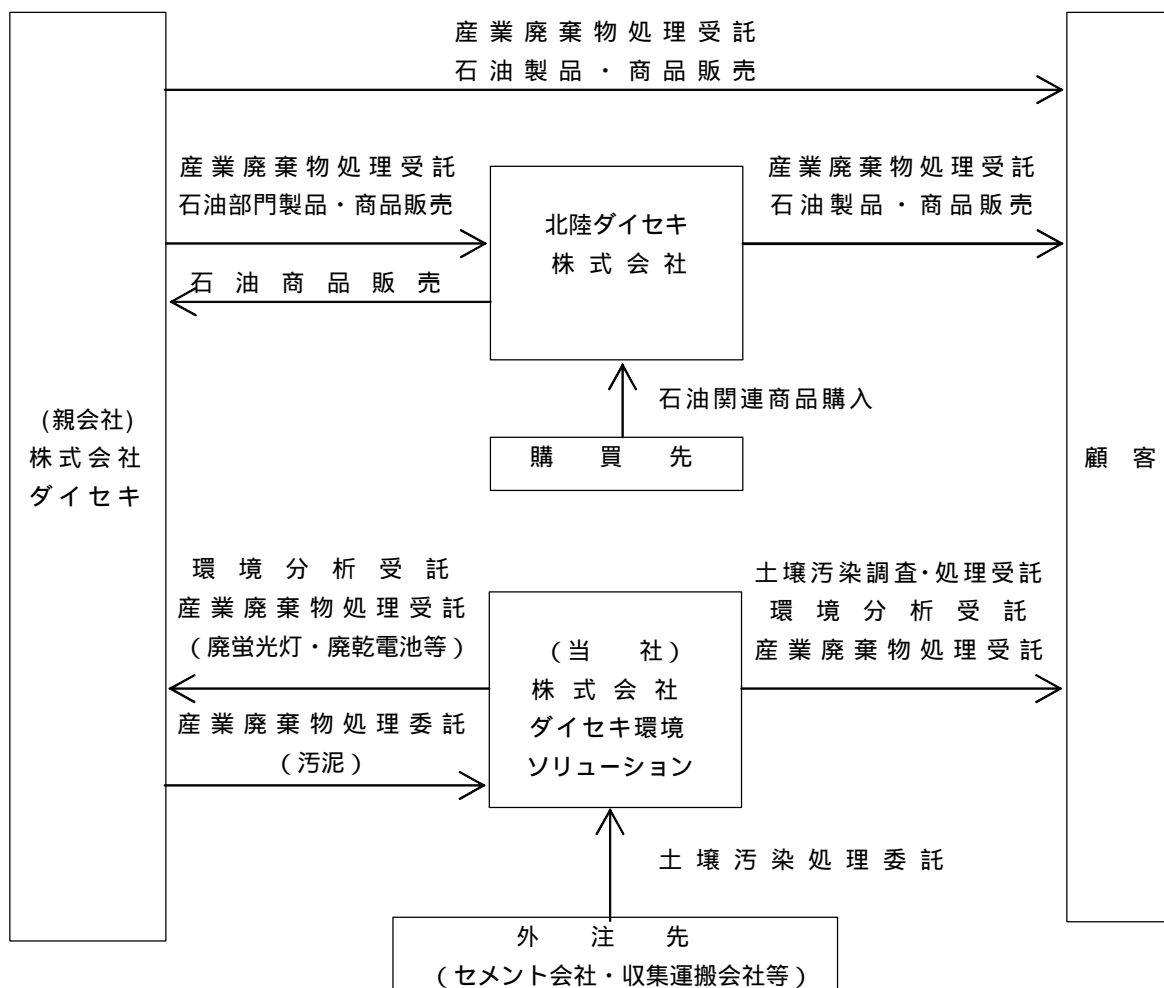 産業廃棄物処理受託
石油製品・商品販売
産業廃棄物処理受託
石油部門製品・商品販売
北陸ダイセキ
株式会社
産業廃棄物処理受託
石油製品・商品販売
石油商品販売
石油関連商品購入
購買先
(親会社)
株式会社
ダイセキ
顧客
環境分析受託
産業廃棄物処理受託
(廃蛍光灯・廃乾電池等)
(当社)
株式会社
ダイセキ環境
ソリューション
土壌汚染調査・処理受託
環境分析受託
産業廃棄物処理受託
産業廃棄物処理委託
(汚泥)
土壌汚染処理委託
外注先
(セメント会社・収集運搬会社等)